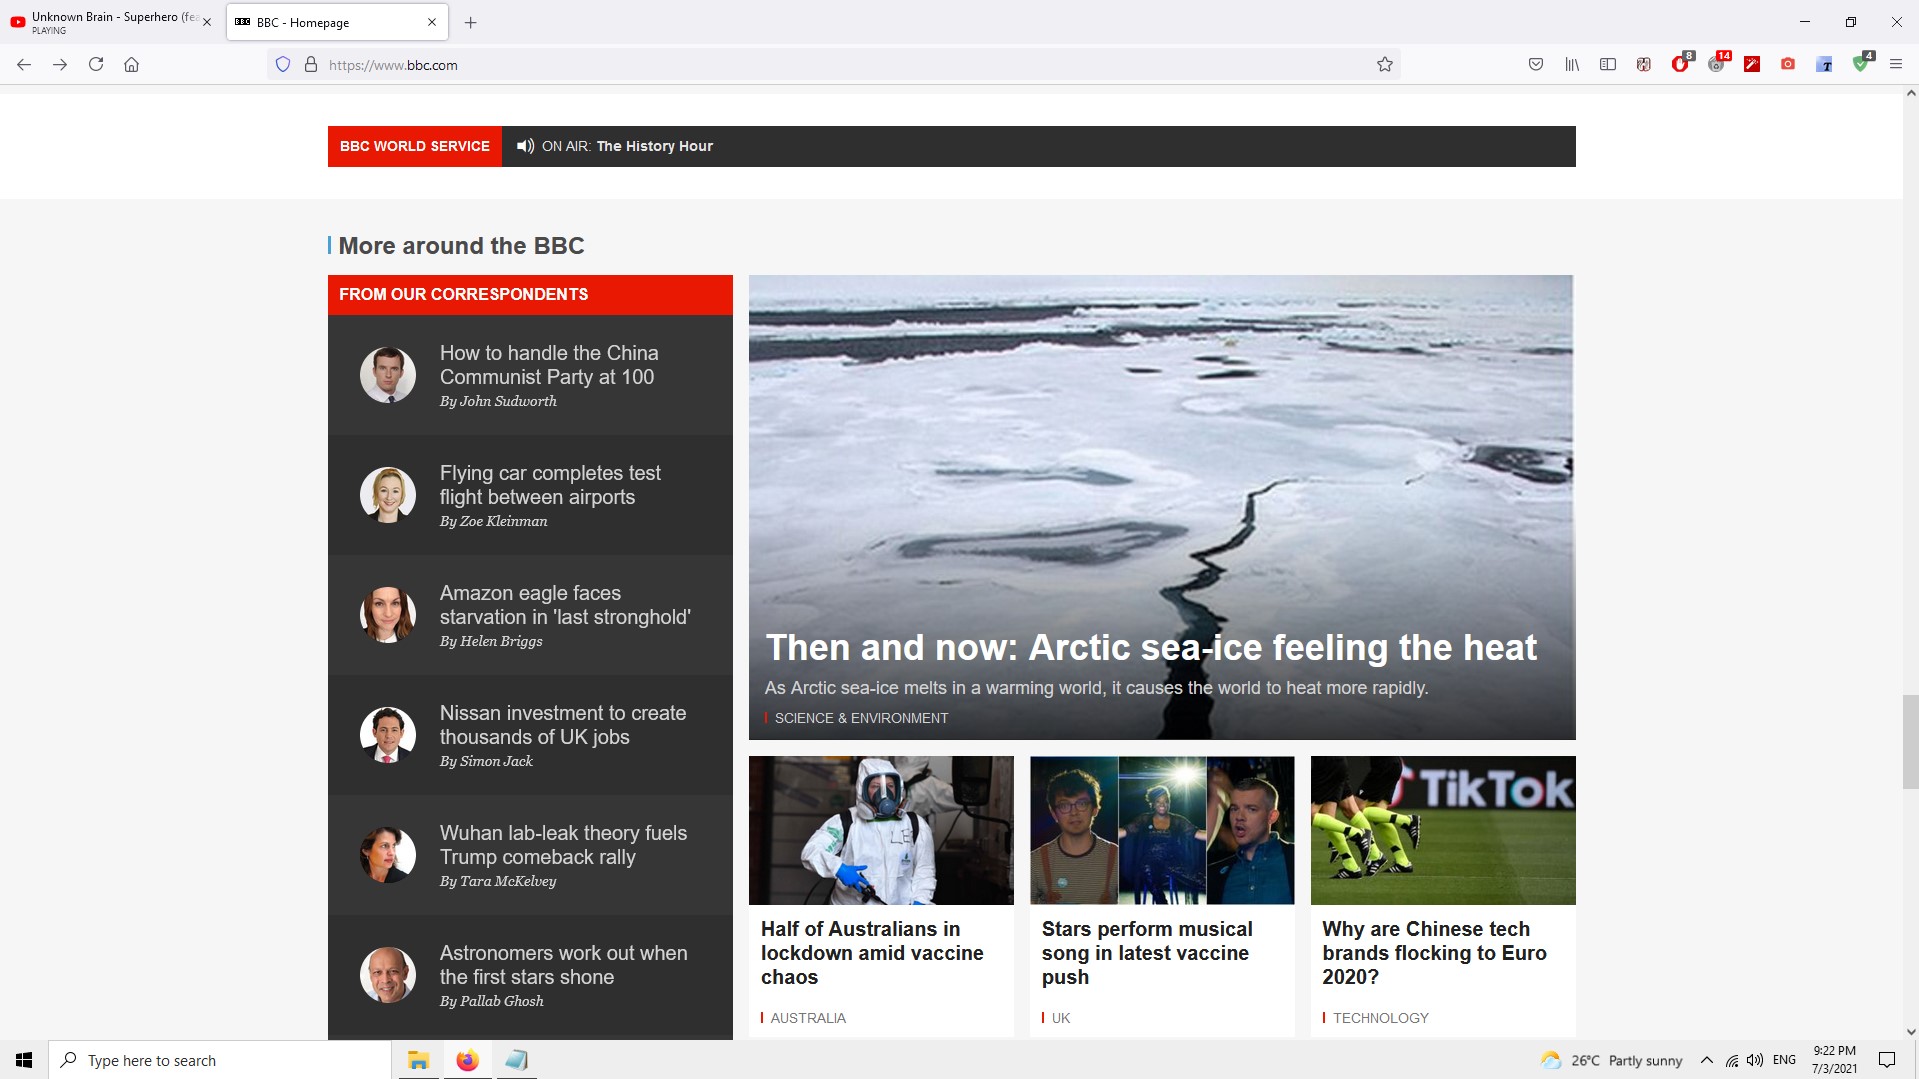 Unknown Brain - Superhero (fea
PLAYING
BBC
BBC - Homepage
https://www.bbc.com
8
14
T
4
BBC WORLD SERVICE
ON AIR: The History Hour
More around the BBC
FROM OUR CORRESPONDENTS
How to handle the China
Communist Party at 100
By John Sudworth
Flying car completes test
flight between airports
By Zoe Kleinman
Amazon eagle faces
starvation in 'last stronghold'
By Helen Briggs
Nissan investment to create
thousands of UK jobs
By Simon Jack
Wuhan lab-leak theory fuels
Trump comeback rally
By Tara McKelvey
Astronomers work out when
the first stars shone
By Pallab Ghosh
Then and now: Arctic sea-ice feeling the heat
As Arctic sea-ice melts in a warming world, it causes the world to heat more rapidly.
SCIENCE & ENVIRONMENT
LE
Half of Australians in
lockdown amid vaccine
chaos
AUSTRALIA
Stars perform musical
song in latest vaccine
push
UK
TikTok
Why are Chinese tech
brands flocking to Euro
2020?
TECHNOLOGY
Type here to search
26°C Partly sunny
ENG
9:22 PM
7/3/2021